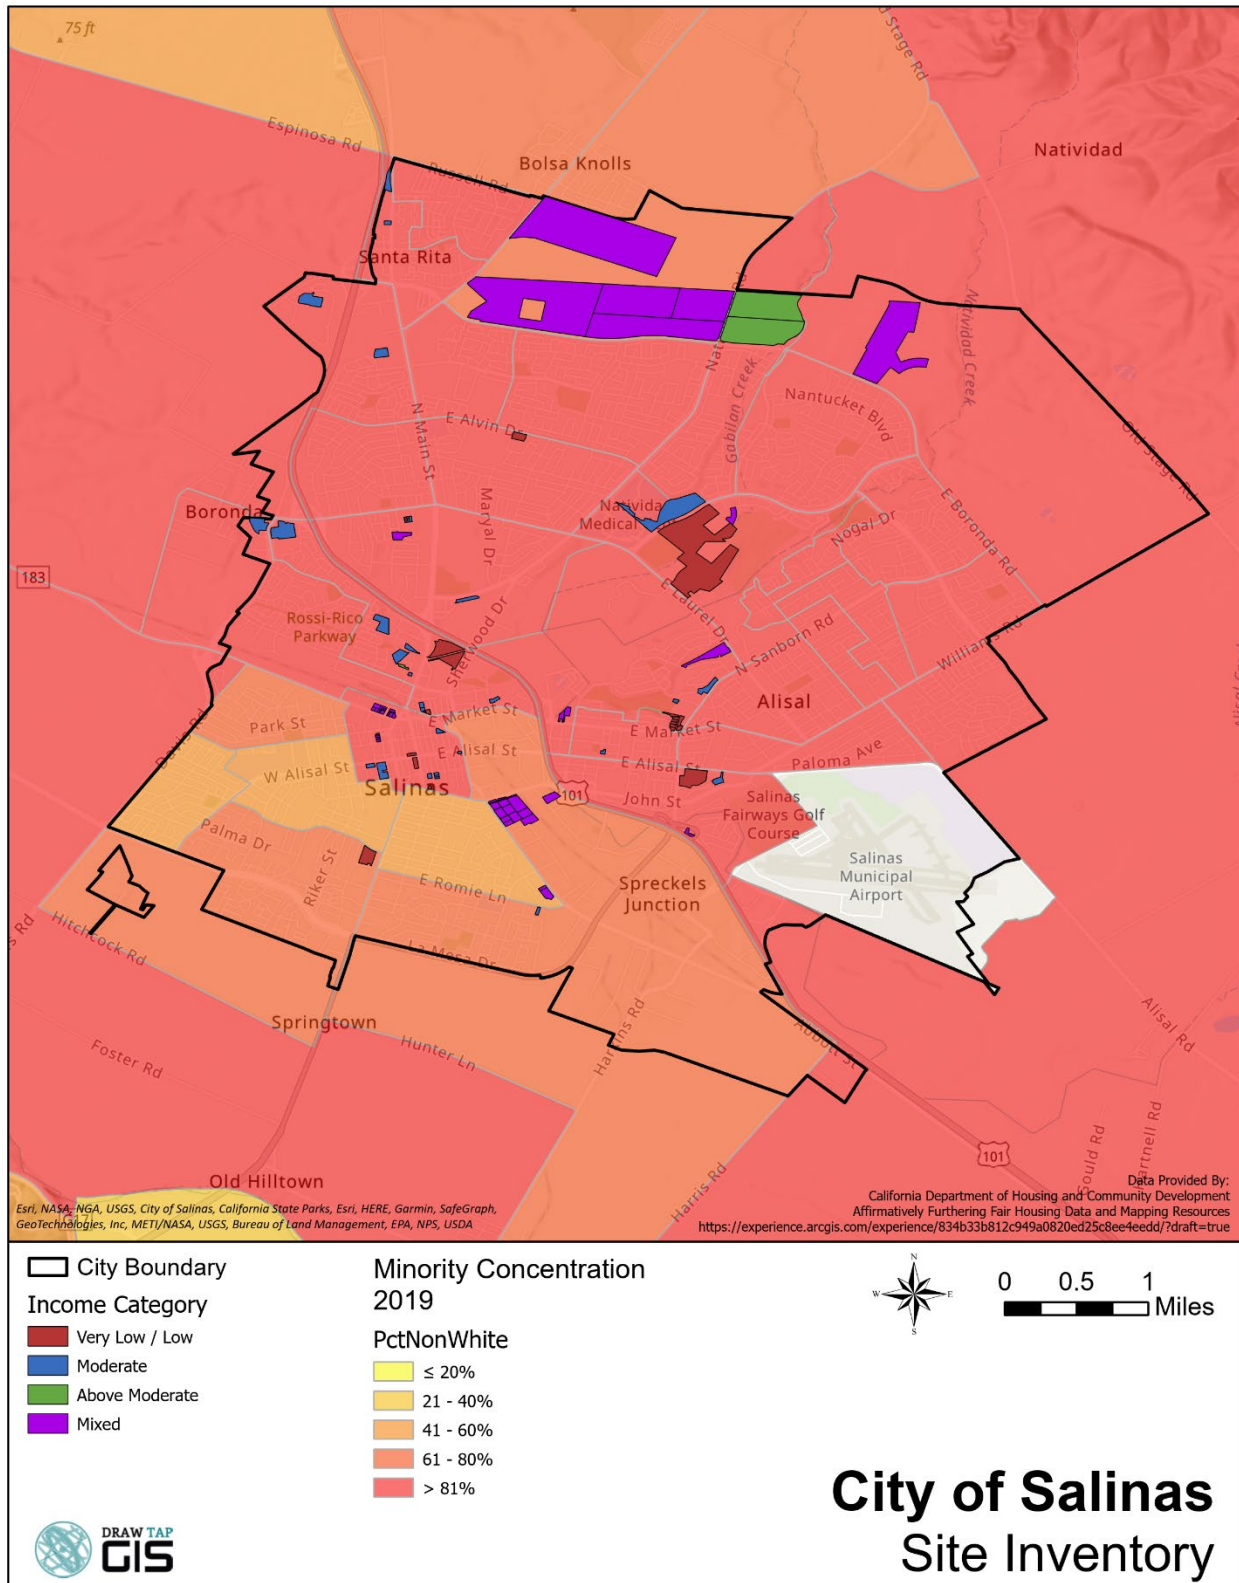 75 ft
Stage Rd
Espinosa Rd
Bolsa Knolls
Natividad
Russell Rd
Santa Rita
Rd
Natividad Creek
Nat
Gabilan Creek
Nantucket Blvd
N Main St
E Alvin Dr
Old Stage Rd
Boronda
Maryal Dr
Natividad
Medical
Nogal Dr
E Boronda Rd
183
E Laurel Dr
Rossi-Rico
Parkway
Sherwood Dr
N Sanborn Rd
Williams Rd
Alisal
Davis Rd
Park St
E Market St
E Market St
W Alisal St
E Alisal St
E Alisal St
Paloma Ave
Salinas
101
John St
Salinas
Fairways Golf
Course
Palma Dr
Riker St
E Romie Ln
Spreckels
Junction
Salinas
Municipal
Airport
s Rd
Hitchcock Rd
La Mesa Dr
Springtown
Harkins Rd
Abbott St
Alisal Rd
Foster Rd
Hunter Ln
101
Gould Rd
Hartnell Rd
Old Hilltown
Harris Rd
Data Provided By:
California Department of Housing and Community Development
Affirmatively Furthering Fair Housing Data and Mapping Resources
https://experience.arcgis.com/experience/834b33b812c949a0820ed25c8ee4eedd/?draft=true
Esri, NASA, NGA, USGS, City of Salinas, California State Parks, Esri, HERE, Garmin, SafeGraph,
GeoTechnologies, Inc, METI/NASA, USGS, Bureau of Land Management, EPA, NPS, USDA
City Boundary
Income Category
Very Low / Low
Moderate
Above Moderate
Mixed
Minority Concentration
2019
PctNonWhite
≤ 20%
21 - 40%
41 - 60%
61 - 80%
> 81%
N
W
E
S
0 0.5 1
Miles
City of Salinas
Site Inventory
DRAW TAP
GIS